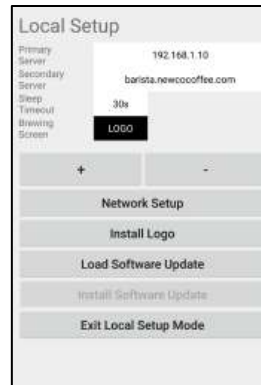 Local Setup
Primary Server 192.168.1.10
Secondary Server barista.newcocoffee.com
Sleep Timeout 30s
Brewing Screen LOGO
+ -
Network Setup
Install Logo
Load Software Update
Install Software Update
Exit Local Setup Mode